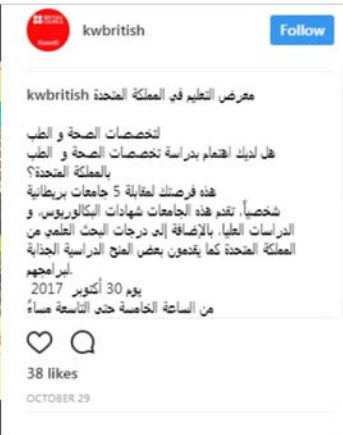 BRITISH COUNCIL
Kuwait
kwbritish
Follow
kwbritish معرض التعليم في المملكة المتحدة
لتخصصات الصحة و الطب
هل لديك اهتمام بدراسة تخصصات الصحة و الطب
بالمملكة المتحدة؟
هذه فرصتك لمقابلة 5 جامعات بريطانية
شخصياً، تقدم هذه الجامعات شهادات البكالوريوس، و
الدراسات العليا، بالإضافة إلى درجات البحث العلمي من
المملكة المتحدة كما يقدمون بعض المنح الدراسية الجذابة
لبرامجهم.
يوم 30 أكتوبر 2017
من الساعة الخامسة حتى التاسعة مساءً
38 likes
OCTOBER 29